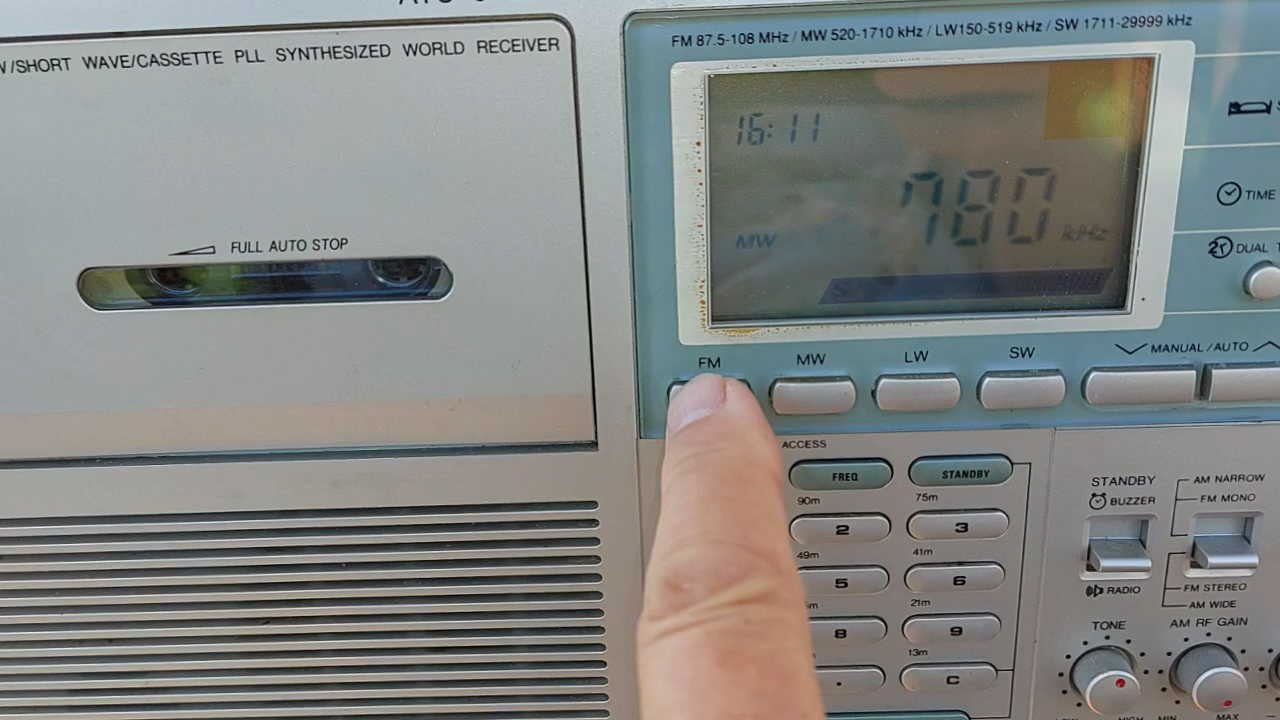 /SHORT WAVE/CASSETTE PLL SYNTHESIZED WORLD RECEIVER
FULL AUTO STOP
FM 87.5-108 MHz / MW 520-1710 kHz / LW150-519 kHz / SW 1711-29999 kHz
16:11
780 kHz
MW
TIME
DUAL
FM
MW
LW
SW
MANUAL/AUTO
ACCESS
FREQ
STANDBY
90m
75m
2
3
49m
41m
5
6
21m
8
9
13m
.
C
STANDBY
BUZZER
RADIO
AM NARROW
FM MONO
FM STEREO
AM WIDE
TONE
AM RF GAIN
HIGH
MIN
MAX